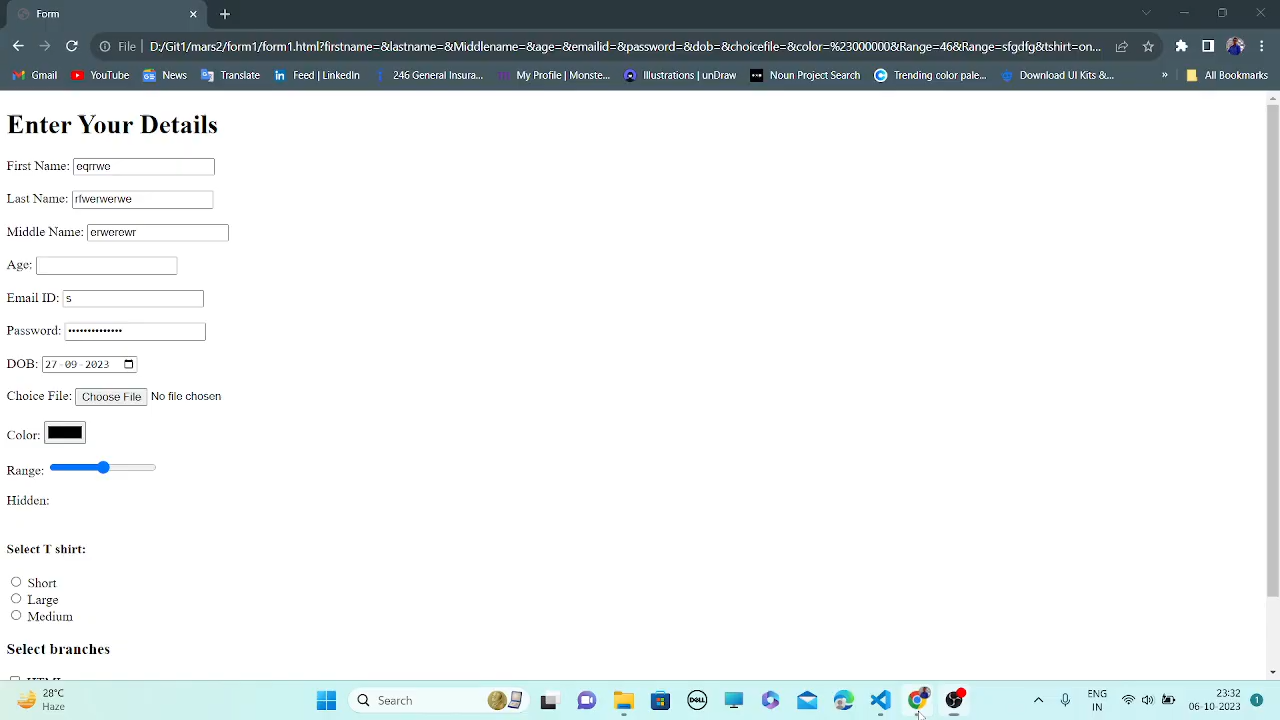 Form
File D:/Git1/mars2/form1/form1.html?firstname=&lastname=&Middlename=&age=&emailid=&password=&dob=&choicefile=&color=%23000000&Range=46&Range=sfgdfg&tshirt=on...
Gmail YouTube News Translate Feed | LinkedIn 246 General Insura... My Profile | Monste... Illustrations | unDraw Noun Project Search Trending color pale... Download UI Kits &... » All Bookmarks
Enter Your Details
First Name: eqrrwe
Last Name: rfwerwerwe
Middle Name: erwerewr
Age:
Email ID: s
Password: ••••••••••••••
DOB: 27-09-2023
Choice File: Choose File No file chosen
Color:
Range:
Hidden:
Select T shirt:
Short
Large
Medium
Select branches
HTML
28°C
Haze
Search
DELL
ENG
IN
23:32
06-10-2023
1